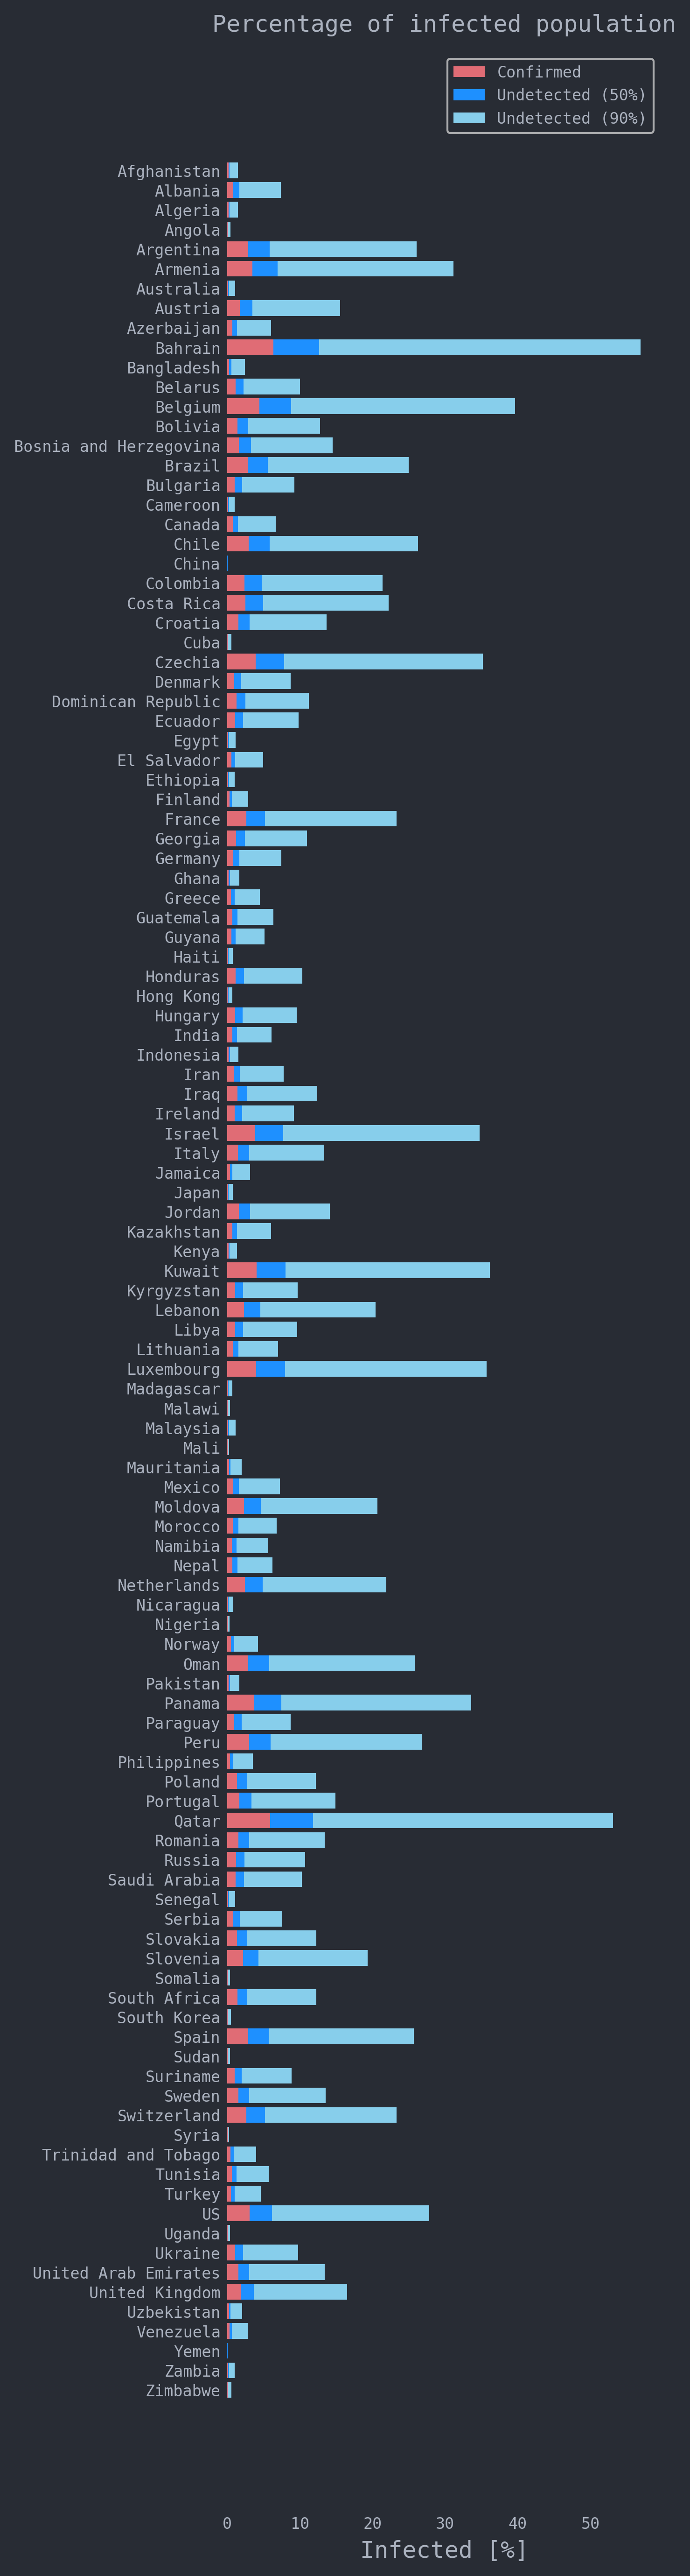 Percentage of infected population
Confirmed
Undetected (50%)
Undetected (90%)
Afghanistan
Albania
Algeria
Angola
Argentina
Armenia
Australia
Austria
Azerbaijan
Bahrain
Bangladesh
Belarus
Belgium
Bolivia
Bosnia and Herzegovina
Brazil
Bulgaria
Cameroon
Canada
Chile
China
Colombia
Costa Rica
Croatia
Cuba
Czechia
Denmark
Dominican Republic
Ecuador
Egypt
El Salvador
Ethiopia
Finland
France
Georgia
Germany
Ghana
Greece
Guatemala
Guyana
Haiti
Honduras
Hong Kong
Hungary
India
Indonesia
Iran
Iraq
Ireland
Israel
Italy
Jamaica
Japan
Jordan
Kazakhstan
Kenya
Kuwait
Kyrgyzstan
Lebanon
Libya
Lithuania
Luxembourg
Madagascar
Malawi
Malaysia
Mali
Mauritania
Mexico
Moldova
Morocco
Namibia
Nepal
Netherlands
Nicaragua
Nigeria
Norway
Oman
Pakistan
Panama
Paraguay
Peru
Philippines
Poland
Portugal
Qatar
Romania
Russia
Saudi Arabia
Senegal
Serbia
Slovakia
Slovenia
Somalia
South Africa
South Korea
Spain
Sudan
Suriname
Sweden
Switzerland
Syria
Trinidad and Tobago
Tunisia
Turkey
US
Uganda
Ukraine
United Arab Emirates
United Kingdom
Uzbekistan
Venezuela
Yemen
Zambia
Zimbabwe
0 10 20 30 40 50
Infected [%]